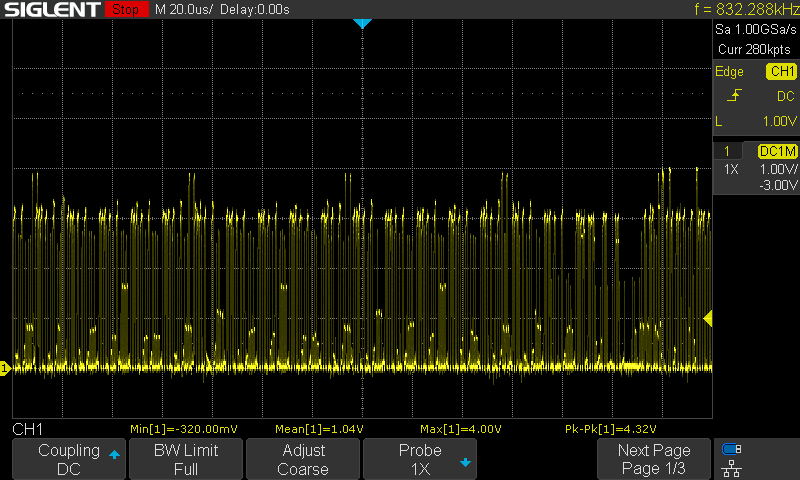 SIGLENT Stop M 20.0us/ Delay:0.00s f = 832.288kHz
Sa 1.00GSa/s
Curr 280kpts
Edge CH1
DC
L 1.00V
1 DC1M
1X 1.00V/
-3.00V
1
CH1 Min[1]=-320.00mV Mean[1]=1.04V Max[1]=4.00V Pk-Pk[1]=4.32V
Coupling BW Limit Adjust Probe Next Page
DC Full Coarse 1X Page 1/3